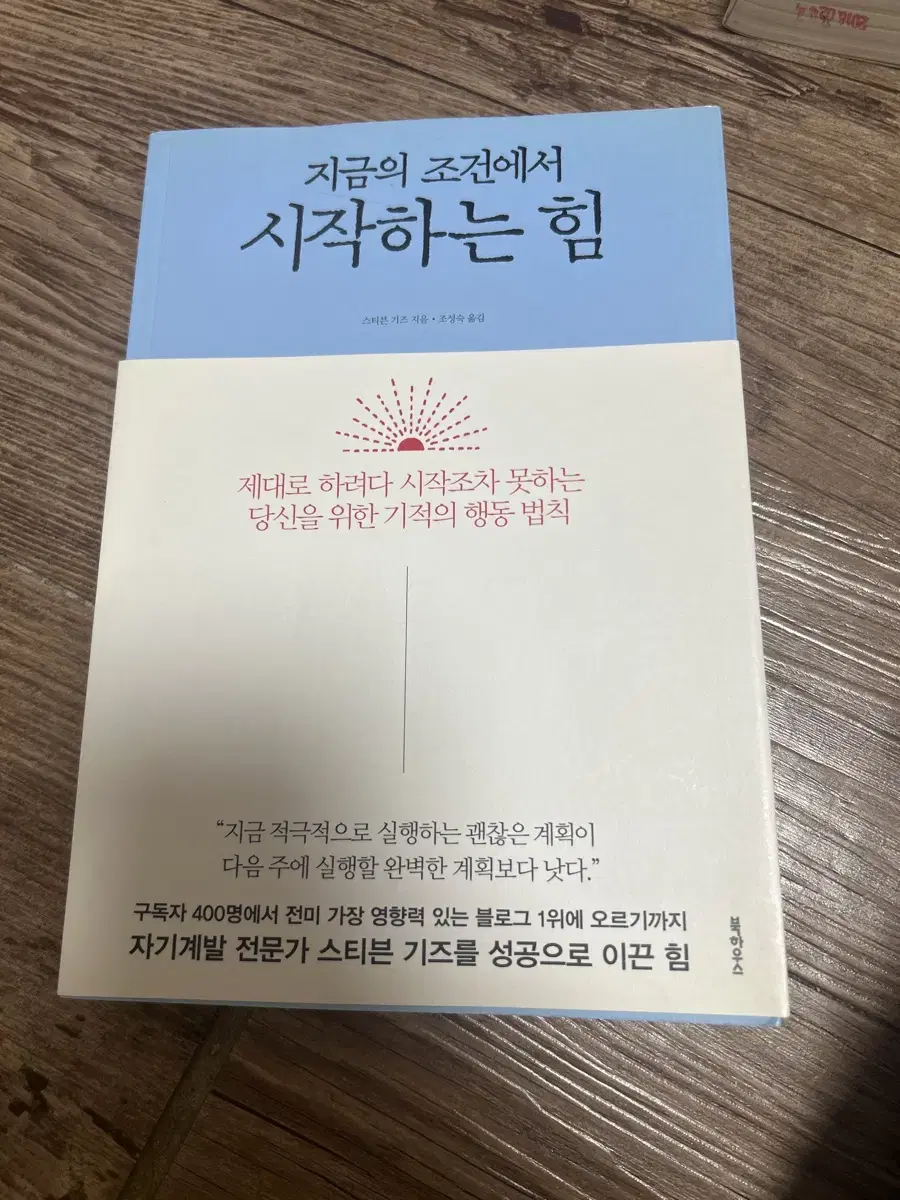 지금의 조건에서
시작하는 힘
스티븐 기즈 지음 • 조성숙 옮김
제대로 하려다 시작조차 못하는
당신을 위한 기적의 행동 법칙
“지금 적극적으로 실행하는 괜찮은 계획이
다음 주에 실행할 완벽한 계획보다 낫다.”
구독자 400명에서 전미 가장 영향력 있는 블로그 1위에 오르기까지
자기계발 전문가 스티븐 기즈를 성공으로 이끈 힘
북하우스